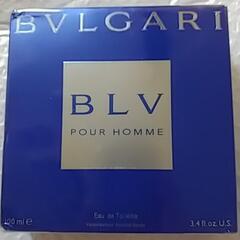 BVLGARI
BLV
POUR HOMME
Eau de Toilette
100 ml ℮ 3.4 fl. oz. U.S.